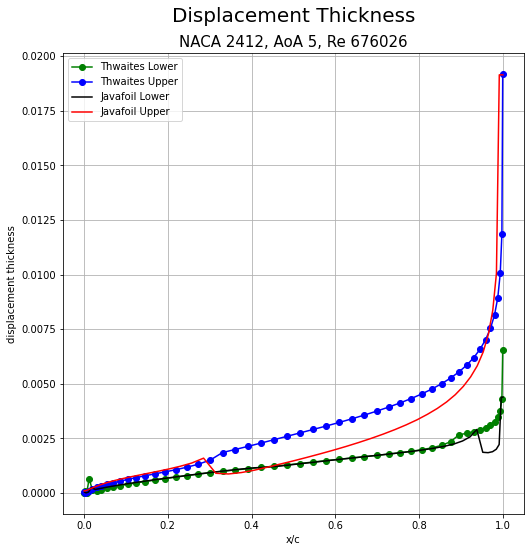 Displacement Thickness
NACA 2412, AoA 5, Re 676026
Thwaites Lower
Thwaites Upper
Javafoil Lower
Javafoil Upper
displacement thickness
0.0200
0.0175
0.0150
0.0125
0.0100
0.0075
0.0050
0.0025
0.0000
0.0 0.2 0.4 0.6 0.8 1.0
x/c